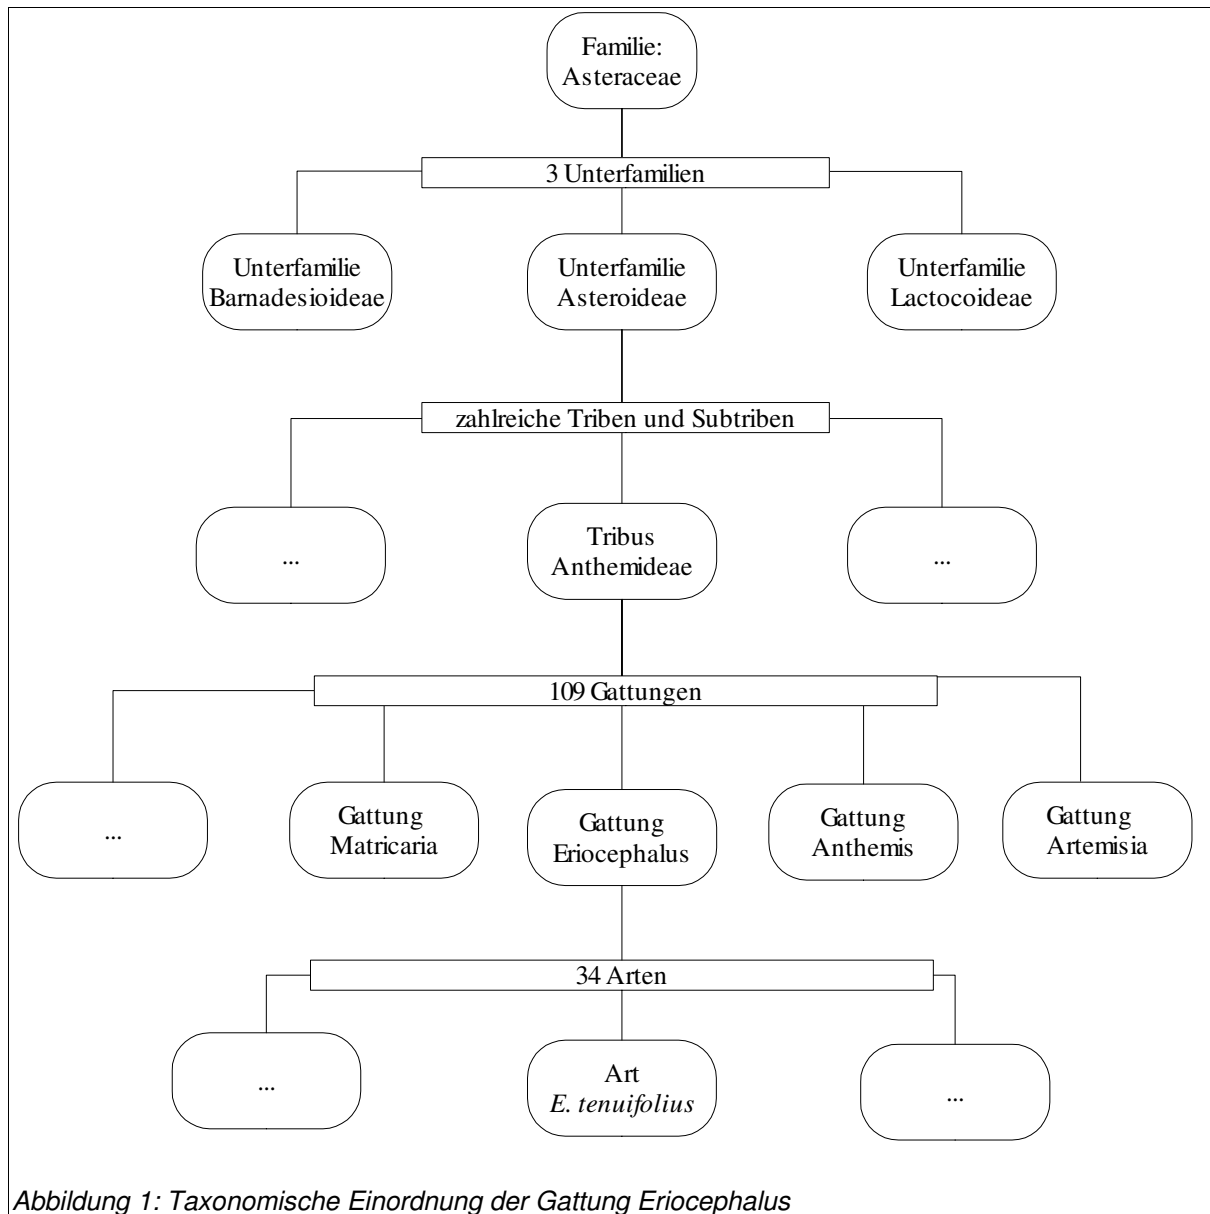 Familie:
Asteraceae
3 Unterfamilien
Unterfamilie
Barnadesioideae
Unterfamilie
Asteroideae
Unterfamilie
Lactocoideae
zahlreiche Triben und Subtriben
...
Tribus
Anthemideae
...
109 Gattungen
...
Gattung
Matricaria
Gattung
Eriocephalus
Gattung
Anthemis
Gattung
Artemisia
34 Arten
...
Art
E. tenuifolius
...
Abbildung 1: Taxonomische Einordnung der Gattung Eriocephalus